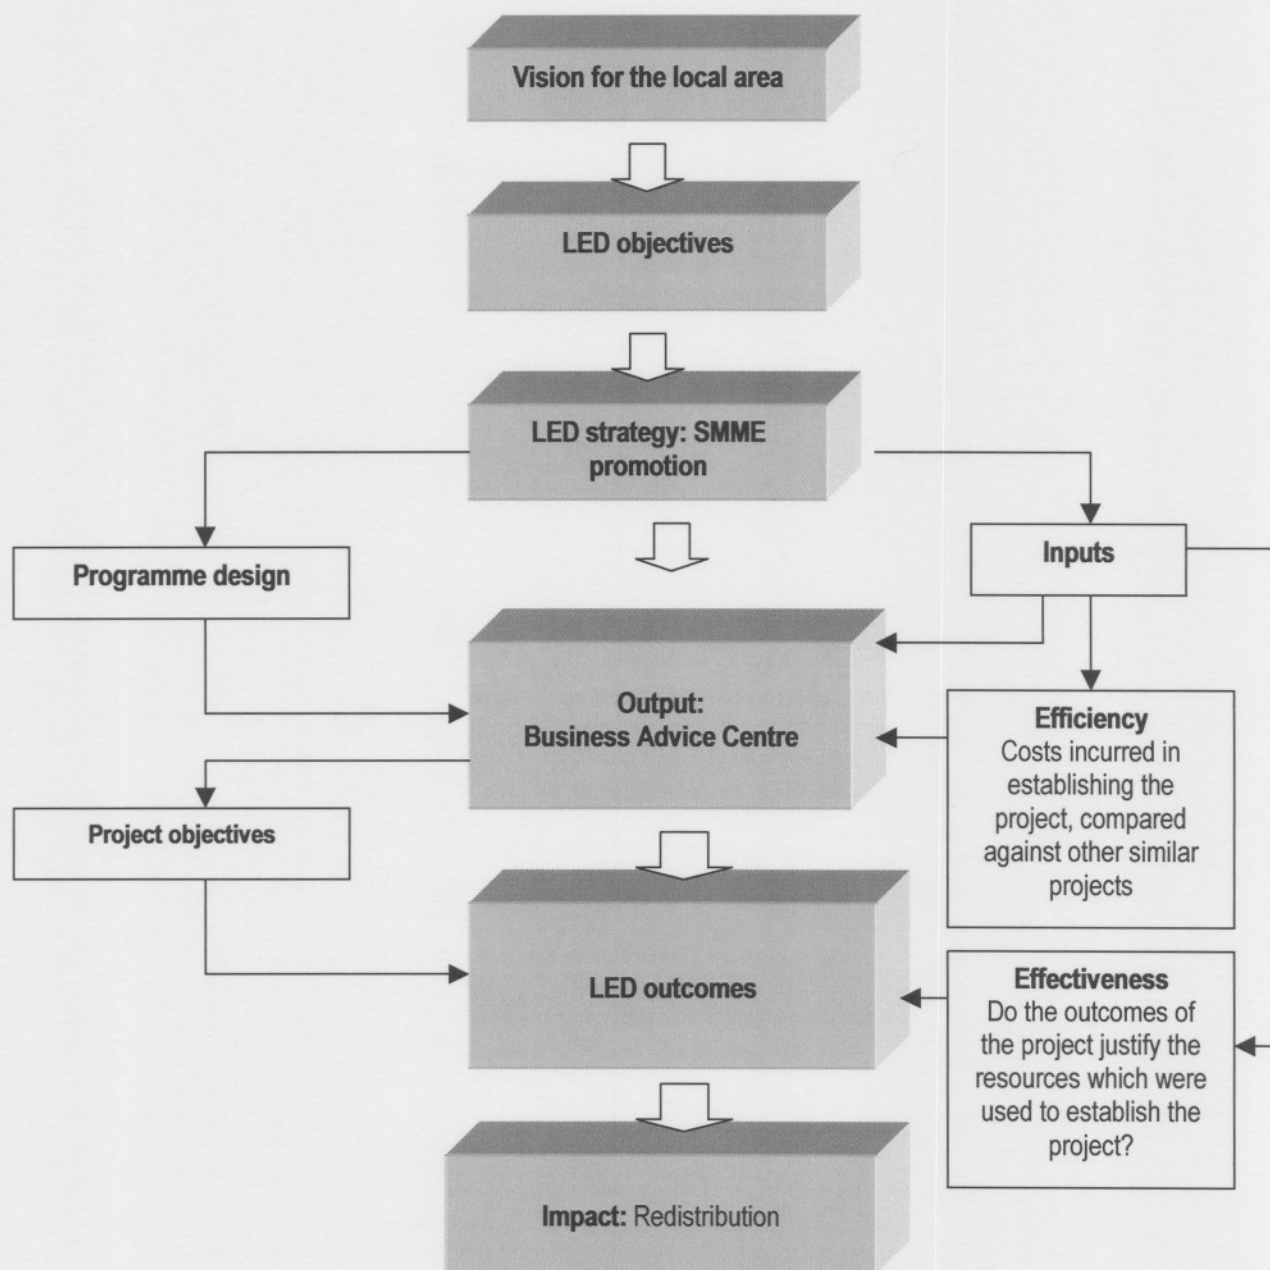 Vision for the local area
LED objectives
LED strategy: SMME
promotion
Programme design
Inputs
Output:
Business Advice Centre
Efficiency
Costs incurred in
establishing the
project, compared
against other similar
projects
Project objectives
LED outcomes
Effectiveness
Do the outcomes of
the project justify the
resources which were
used to establish the
project?
Impact: Redistribution